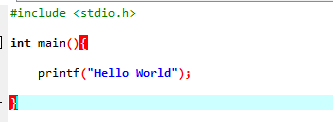 #include <stdio.h>
int main(){
printf("Hello World");
}